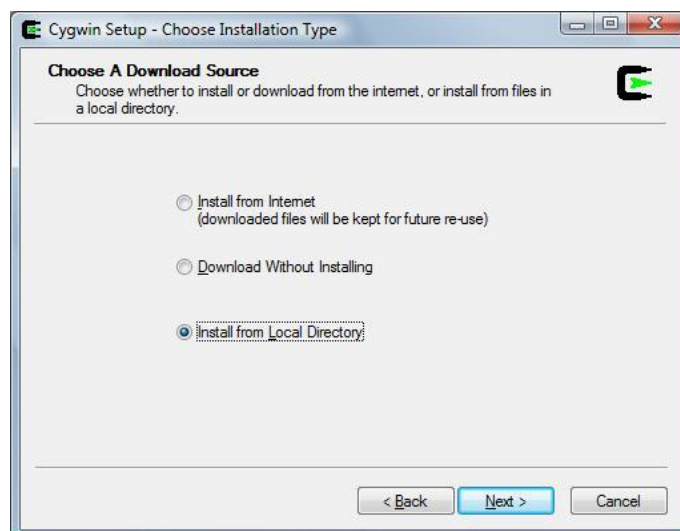 Cygwin Setup - Choose Installation Type
Choose A Download Source
Choose whether to install or download from the internet, or install from files in
a local directory.
Install from Internet
(downloaded files will be kept for future re-use)
Download Without Installing
Install from Local Directory
< Back
Next >
Cancel